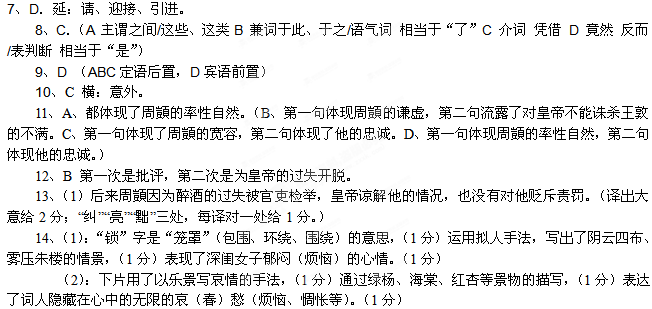 7、D．延：请、迎接、引进。
8、C.（A 主谓之间/这些、这类 B 兼词于此、于之/语气词 相当于“了”C 介词 凭借 D 竟然 反而
/表判断 相当于“是”）
9、D （ABC定语后置，D 宾语前置）
10、C 横：意外。
11、A、都体现了周顗的率性自然。（B、第一句体现周顗的谦虚，第二句流露了对皇帝不能诛杀王敦
的不满。C、第一句体现了周顗的宽容，第二句体现了他的忠诚。D、第一句体现周顗的率性自然，第二句
体现他的忠诚。）
12、B 第一次是批评，第二次是为皇帝的过失开脱。
13、（1）后来周顗因为醉酒的过失被官吏检举，皇帝谅解他的情况，也没有对他贬斥责罚。（译出大
意给 2 分；“纠”“亮”“黜”三处，每译对一处给 1 分。）
14、（1）：“锁”字是“笼罩”（包围、环绕、围绕）的意思，（1 分）运用拟人手法，写出了阴云四布、
雾压朱楼的情景，（1 分）表现了深闺女子郁闷（烦恼）的心情。（1 分）
（2）：下片用了以乐景写哀情的手法，（1 分）通过绿杨、海棠、红杏等景物的描写，（1 分）表达
了词人隐藏在心中的无限的哀（春）愁（烦恼、惆怅等）。（1 分）